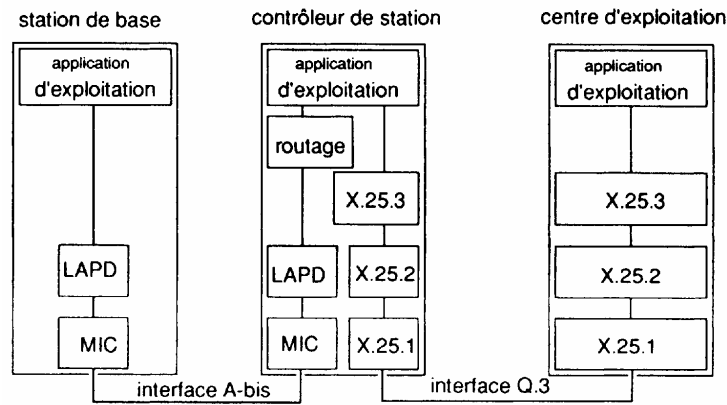 station de base
contrôleur de station
centre d'exploitation
application
d'exploitation
application
d'exploitation
application
d'exploitation
routage
X.25.3
X.25.3
LAPD
LAPD
X.25.2
X.25.2
MIC
MIC
X.25.1
X.25.1
interface A-bis
interface Q.3